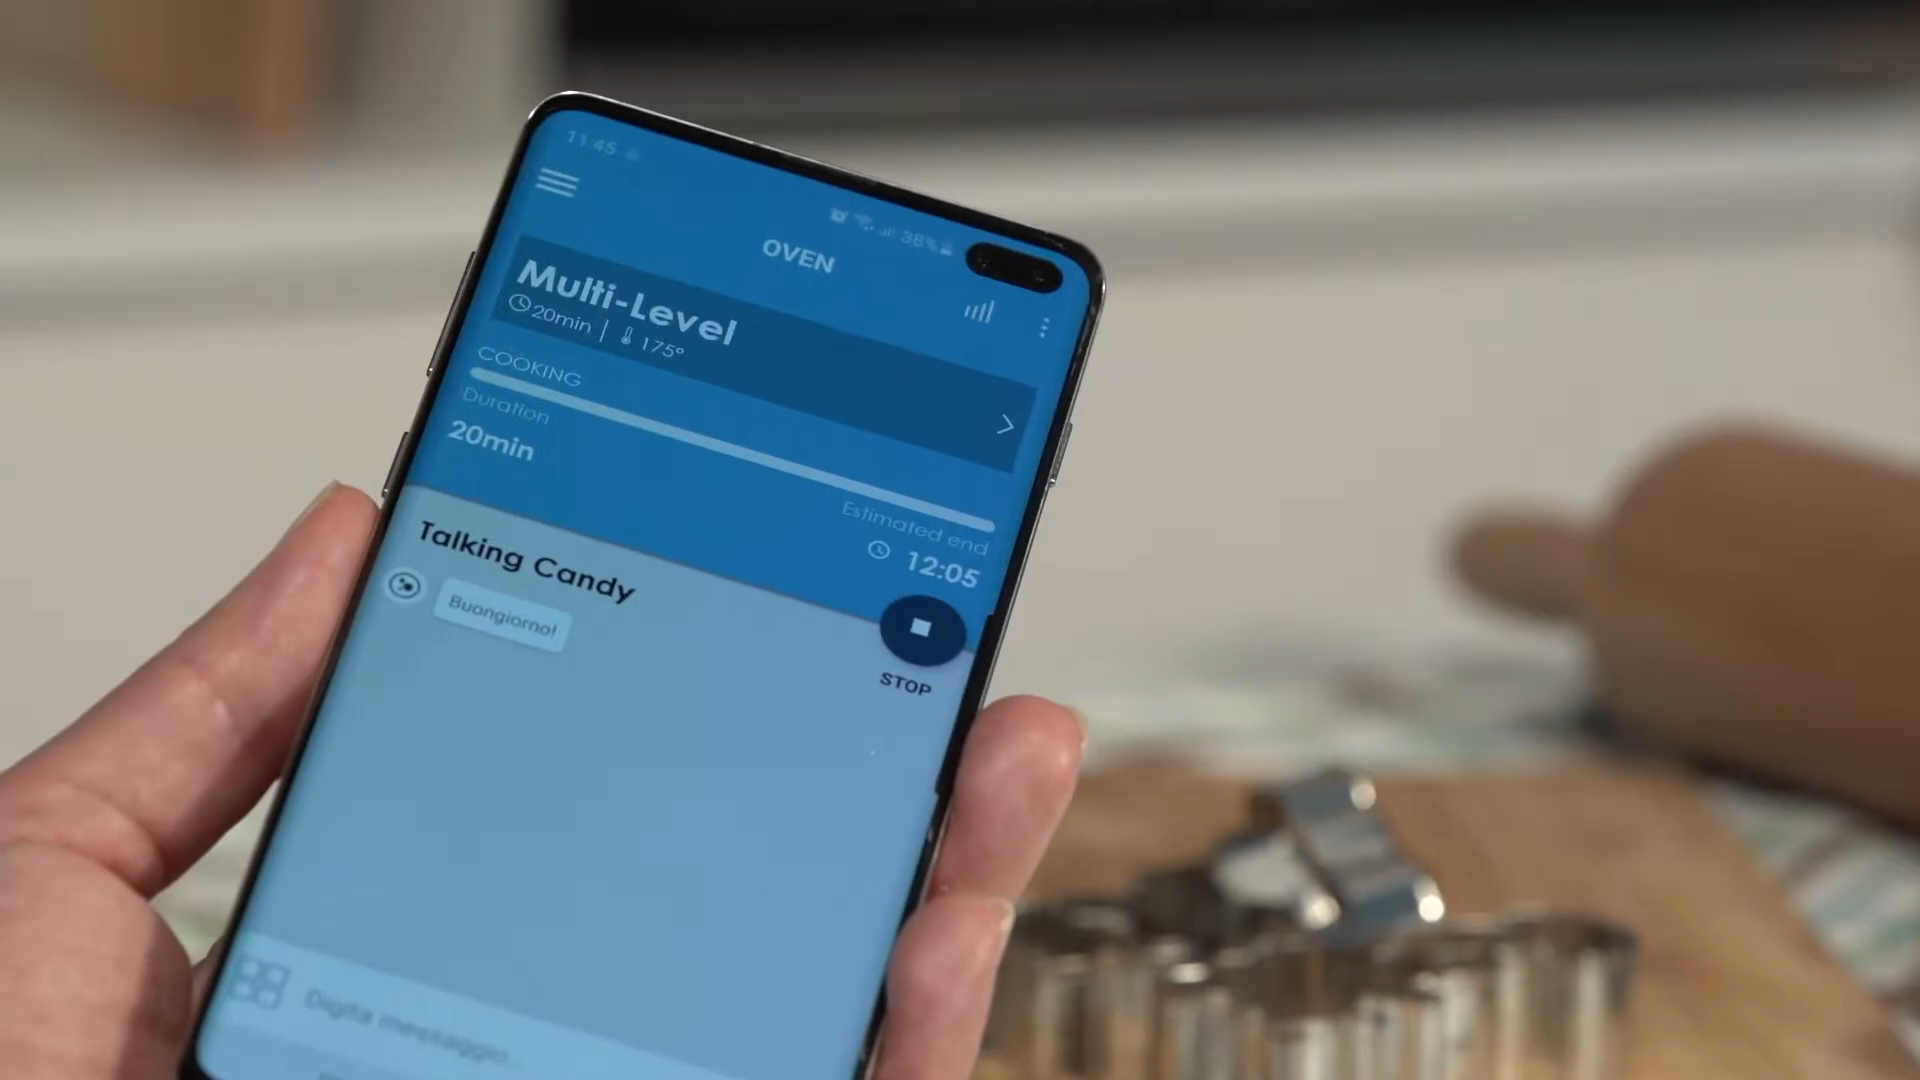 11:45
38%
OVEN
Multi-Level
20min | 175°
COOKING
Duration
20min
Estimated end
12:05
STOP
Talking Candy
Buongiorno!
Digita messaggio...